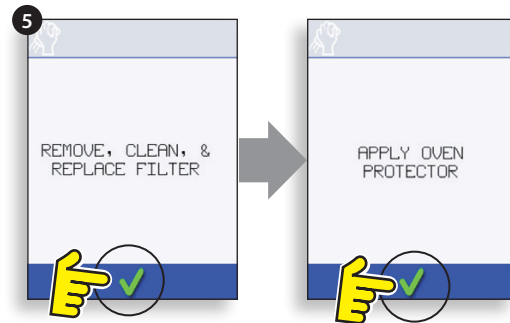 5
REMOVE, CLEAN, &
REPLACE FILTER
APPLY OVEN
PROTECTOR